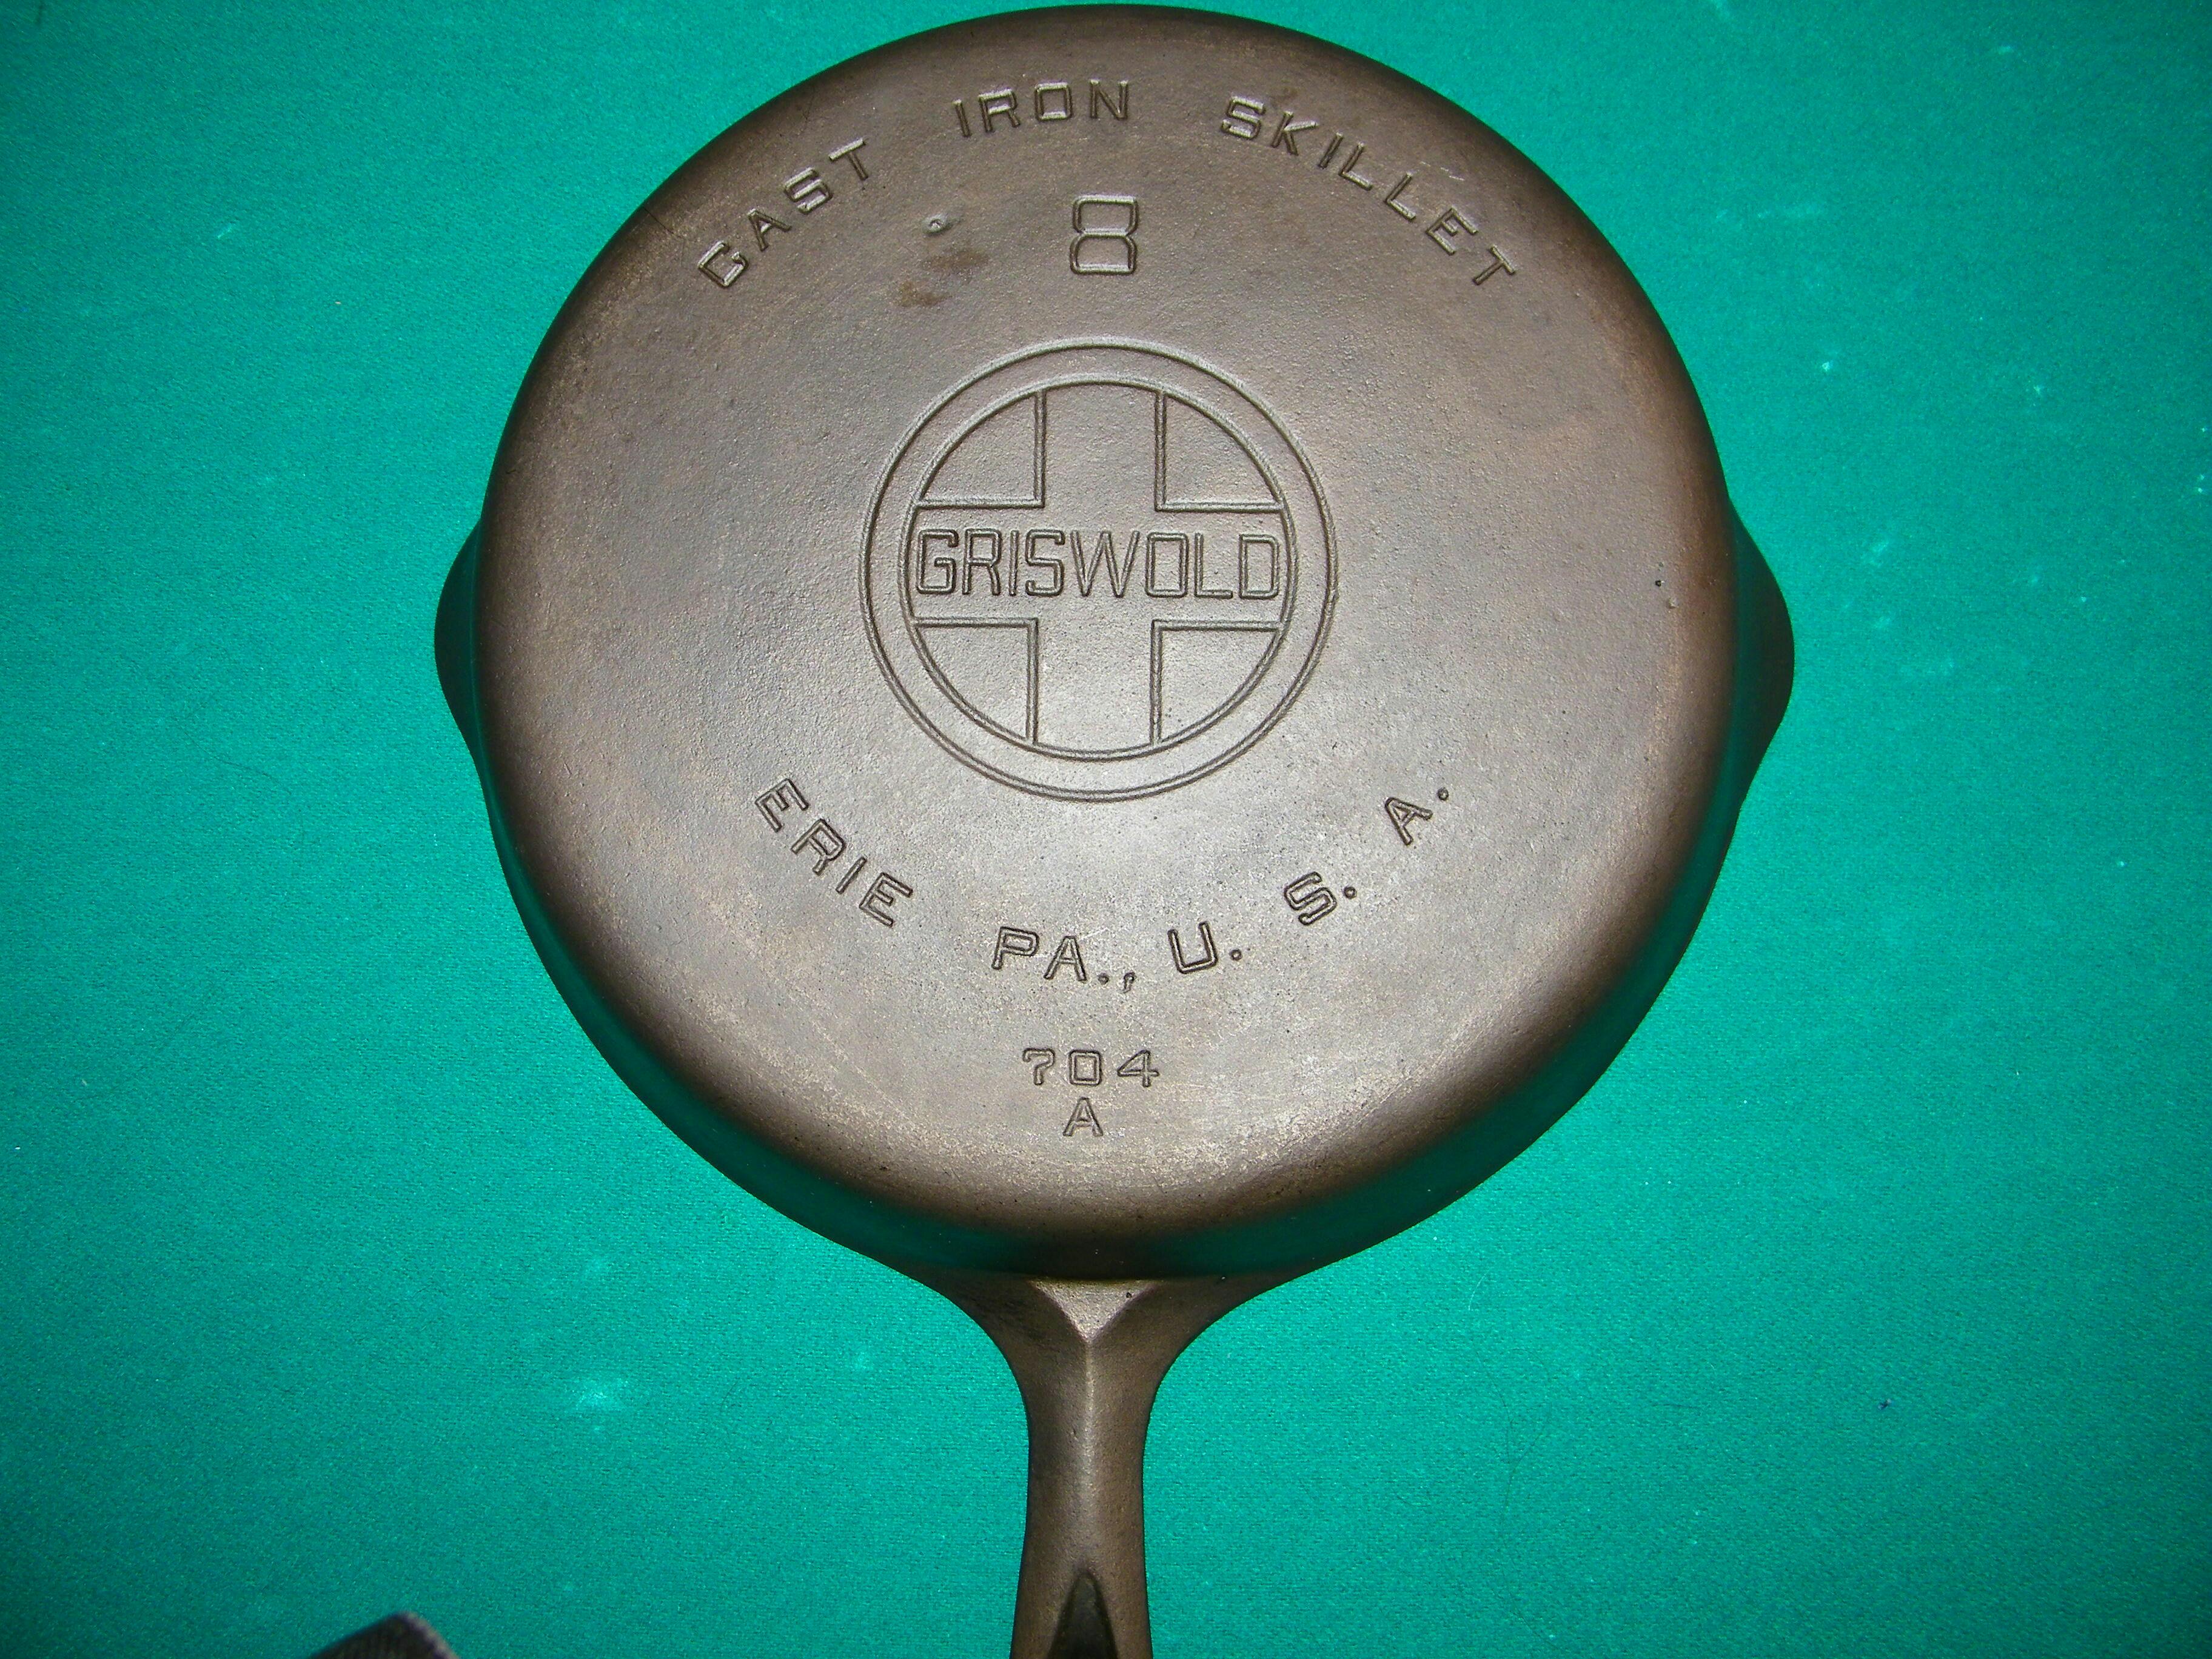 CAST IRON SKILLET
8
GRISWOLD
ERIE PA., U. S. A.
704
A